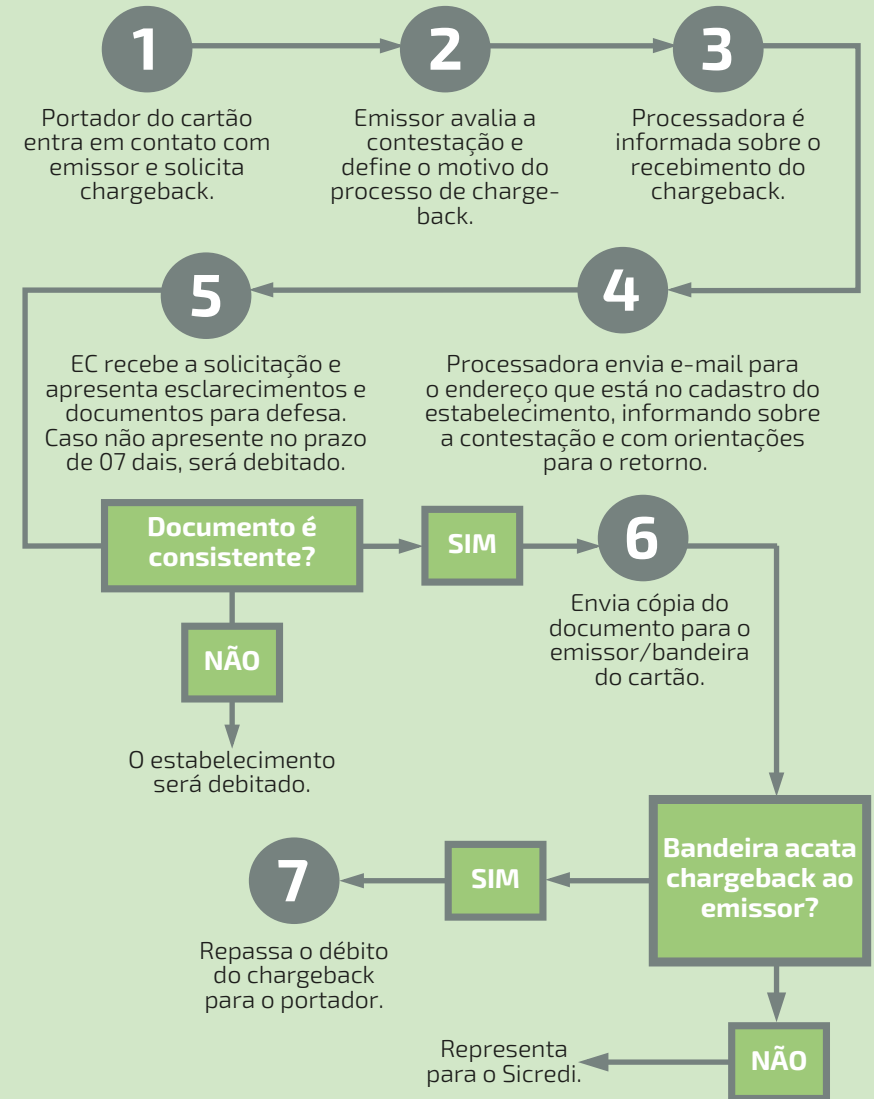 1
Portador do cartão
entra em contato com
emissor e solicita
chargeback.
2
Emissor avalia a
contestação e
define o motivo do
processo de charge-
back.
3
Processadora é
informada sobre o
recebimento do
chargeback.
4
Processadora envia e-mail para
o endereço que está no cadastro do
estabelecimento, informando sobre
a contestação e com orientações
para o retorno.
5
EC recebe a solicitação e
apresenta esclarecimentos e
documentos para defesa.
Caso não apresente no prazo
de 07 dais, será debitado.
Documento é
consistente?
NÃO
O estabelecimento
será debitado.
SIM
6
Envia cópia do
documento para o
emissor/bandeira
do cartão.
Bandeira acata
chargeback ao
emissor?
SIM
7
Repassa o débito
do chargeback
para o portador.
NÃO
Representa
para o Sicredi.